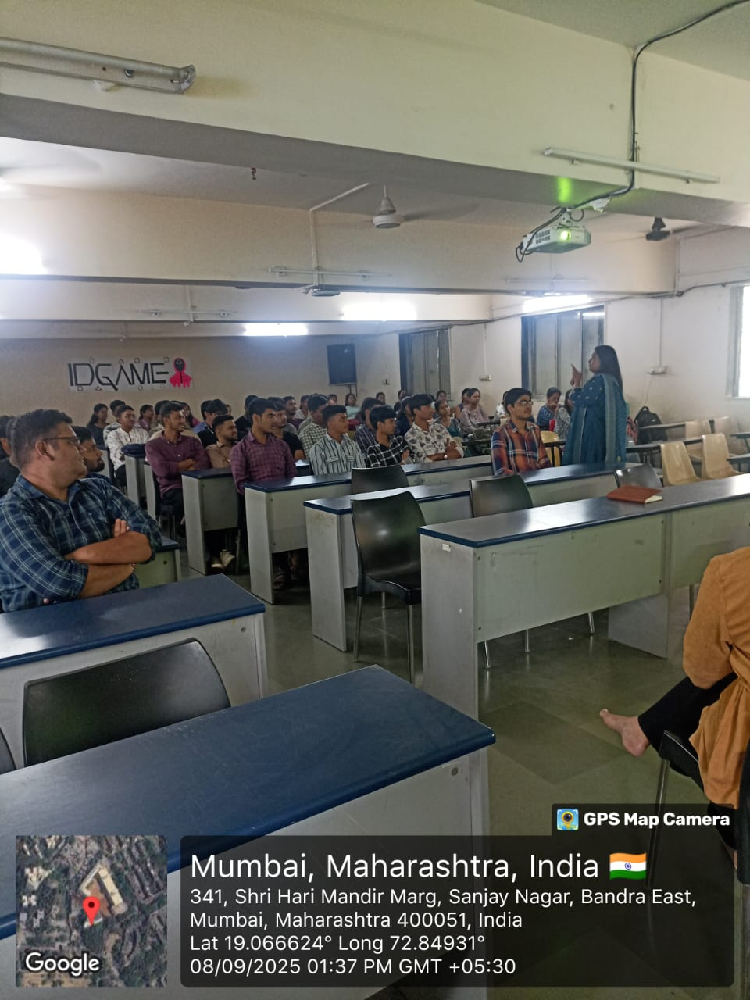 IDGAME
GPS Map Camera
Mumbai, Maharashtra, India
341, Shri Hari Mandir Marg, Sanjay Nagar, Bandra East,
Mumbai, Maharashtra 400051, India
Lat 19.066624° Long 72.84931°
08/09/2025 01:37 PM GMT +05:30
Google